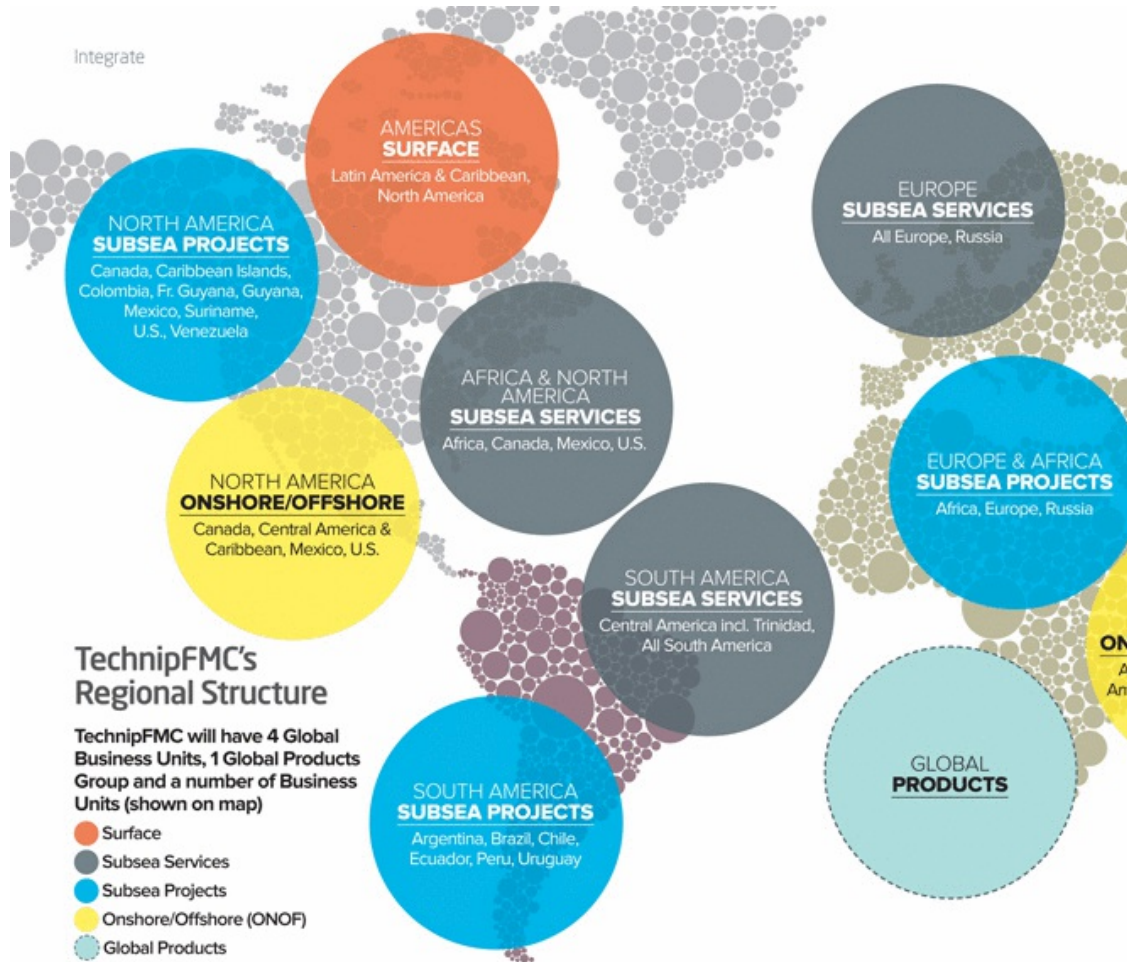 Integrate
AMERICAS
SURFACE
Latin America & Caribbean,
North America
NORTH AMERICA
SUBSEA PROJECTS
Canada, Caribbean Islands,
Colombia, Fr. Guyana, Guyana,
Mexico, Suriname,
U.S., Venezuela
EUROPE
SUBSEA SERVICES
All Europe, Russia
AFRICA & NORTH
AMERICA
SUBSEA SERVICES
Africa, Canada, Mexico, U.S.
NORTH AMERICA
ONSHORE/OFFSHORE
Canada, Central America &
Caribbean, Mexico, U.S.
EUROPE & AFRICA
SUBSEA PROJECTS
Africa, Europe, Russia
SOUTH AMERICA
SUBSEA SERVICES
Central America incl. Trinidad,
All South America
TechnipFMC's
Regional Structure
TechnipFMC will have 4 Global
Business Units, 1 Global Products
Group and a number of Business
Units (shown on map)
Surface
Subsea Services
Subsea Projects
Onshore/Offshore (ONOF)
Global Products
SOUTH AMERICA
SUBSEA PROJECTS
Argentina, Brazil, Chile,
Ecuador, Peru, Uruguay
GLOBAL
PRODUCTS